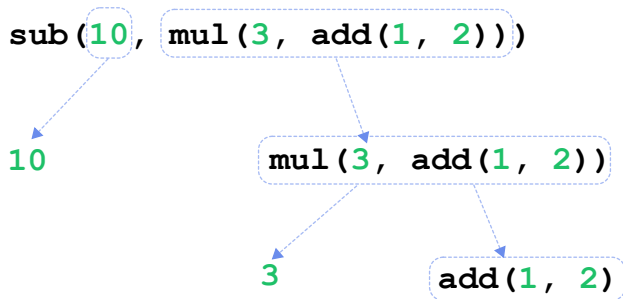 sub(10, mul(3, add(1, 2)))
10 mul(3, add(1, 2))
3 add(1, 2)